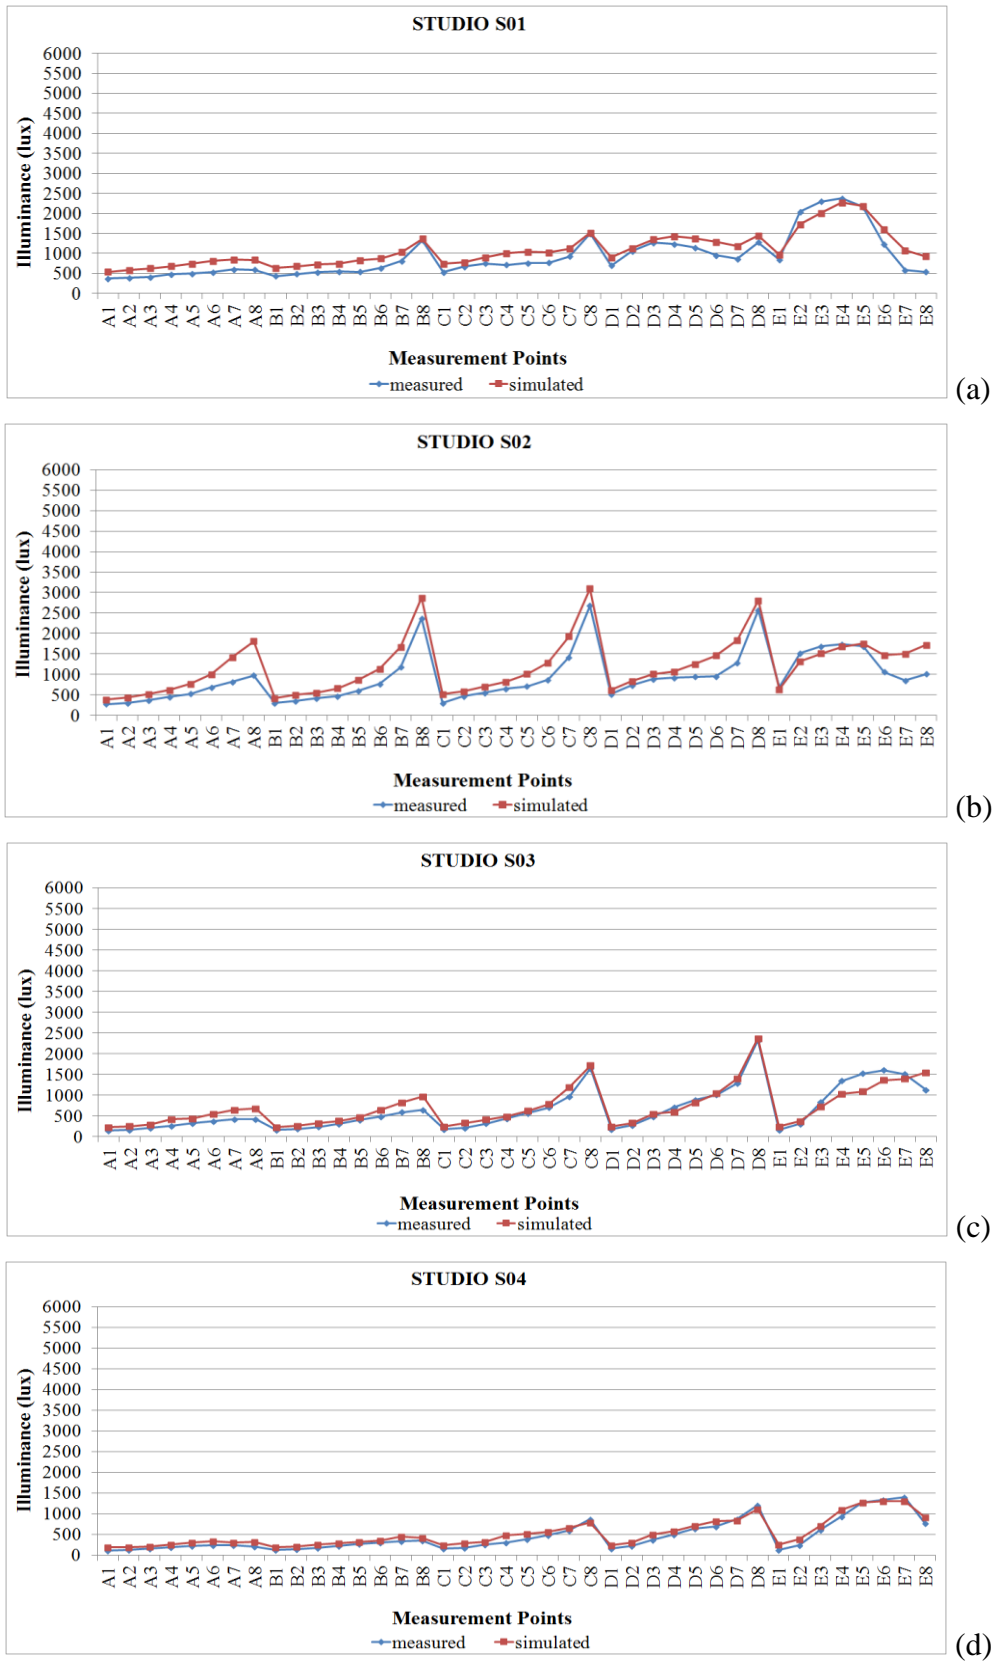 STUDIO S01
6000
5500
5000
4500
4000
3500
3000
2500
2000
1500
1000
500
0
Illuminance (lux)
A1 A2 A3 A4 A5 A6 A7 A8 B1 B2 B3 B4 B5 B6 B7 B8 C1 C2 C3 C4 C5 C6 C7 C8 D1 D2 D3 D4 D5 D6 D7 D8 E1 E2 E3 E4 E5 E6 E7 E8
Measurement Points
measured simulated
(a)
STUDIO S02
6000
5500
5000
4500
4000
3500
3000
2500
2000
1500
1000
500
0
Illuminance (lux)
A1 A2 A3 A4 A5 A6 A7 A8 B1 B2 B3 B4 B5 B6 B7 B8 C1 C2 C3 C4 C5 C6 C7 C8 D1 D2 D3 D4 D5 D6 D7 D8 E1 E2 E3 E4 E5 E6 E7 E8
Measurement Points
measured simulated
(b)
STUDIO S03
6000
5500
5000
4500
4000
3500
3000
2500
2000
1500
1000
500
0
Illuminance (lux)
A1 A2 A3 A4 A5 A6 A7 A8 B1 B2 B3 B4 B5 B6 B7 B8 C1 C2 C3 C4 C5 C6 C7 C8 D1 D2 D3 D4 D5 D6 D7 D8 E1 E2 E3 E4 E5 E6 E7 E8
Measurement Points
measured simulated
(c)
STUDIO S04
6000
5500
5000
4500
4000
3500
3000
2500
2000
1500
1000
500
0
Illuminance (lux)
A1 A2 A3 A4 A5 A6 A7 A8 B1 B2 B3 B4 B5 B6 B7 B8 C1 C2 C3 C4 C5 C6 C7 C8 D1 D2 D3 D4 D5 D6 D7 D8 E1 E2 E3 E4 E5 E6 E7 E8
Measurement Points
measured simulated
(d)